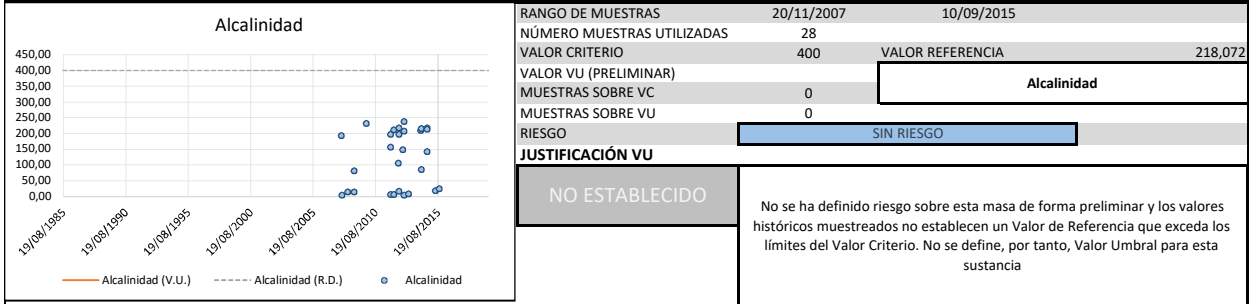 Alcalinidad
450,00
400,00
350,00
300,00
250,00
200,00
150,00
100,00
50,00
0,00
19/08/1985
19/08/1990
19/08/1995
19/08/2000
19/08/2005
19/08/2010
19/08/2015
Alcalinidad (V.U.) Alcalinidad (R.D.) Alcalinidad
RANGO DE MUESTRAS 20/11/2007 10/09/2015
NÚMERO MUESTRAS UTILIZADAS 28
VALOR CRITERIO 400 VALOR REFERENCIA 218,072
VALOR VU (PRELIMINAR)
Alcalinidad
MUESTRAS SOBRE VC 0
MUESTRAS SOBRE VU 0
RIESGO SIN RIESGO
JUSTIFICACIÓN VU
NO ESTABLECIDO
No se ha definido riesgo sobre esta masa de forma preliminar y los valores
históricos muestreados no establecen un Valor de Referencia que exceda los
límites del Valor Criterio. No se define, por tanto, Valor Umbral para esta
sustancia